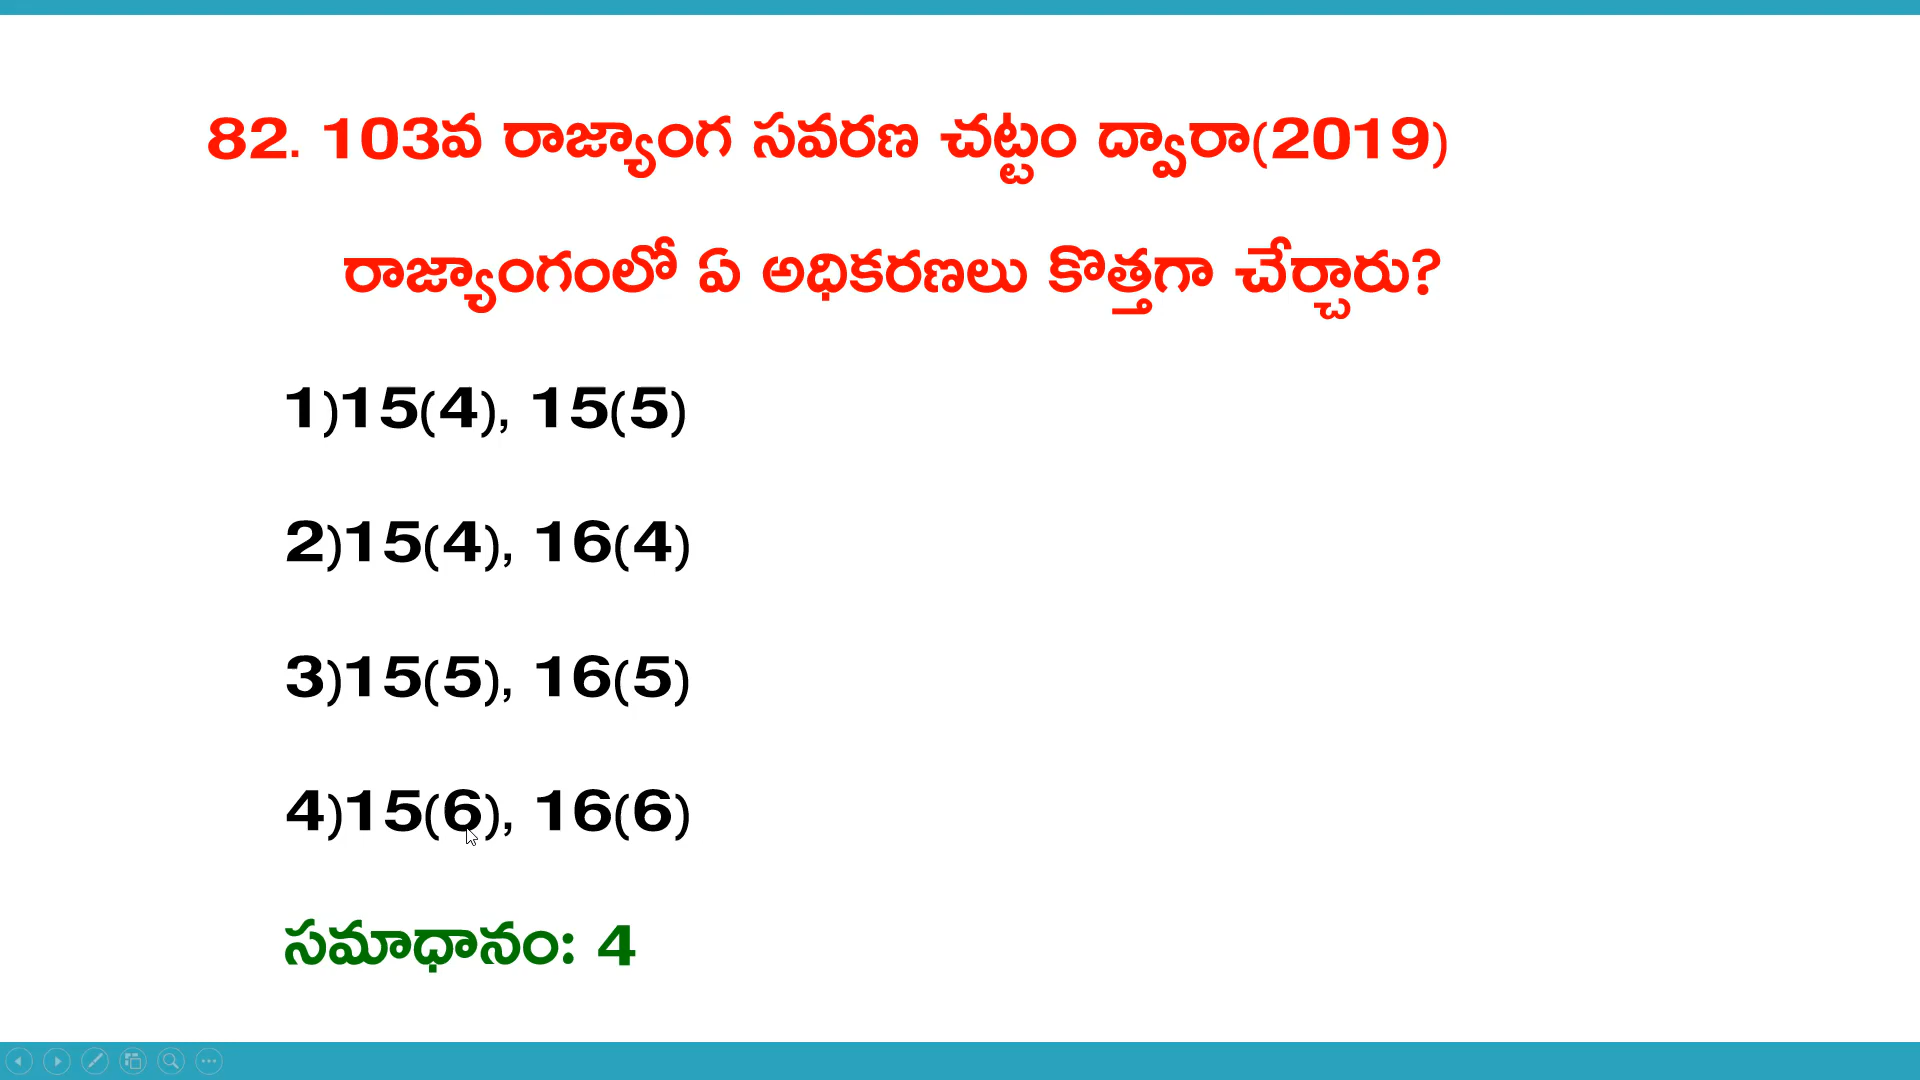 82. 103వ రాజ్యాంగ సవరణ చట్టం ద్వారా(2019)
రాజ్యాంగంలో ఏ అధికరణలు కొత్తగా చేర్చారు?
1)15(4), 15(5)
2)15(4), 16(4)
3)15(5), 16(5)
4)15(6), 16(6)
సమాధానం: 4